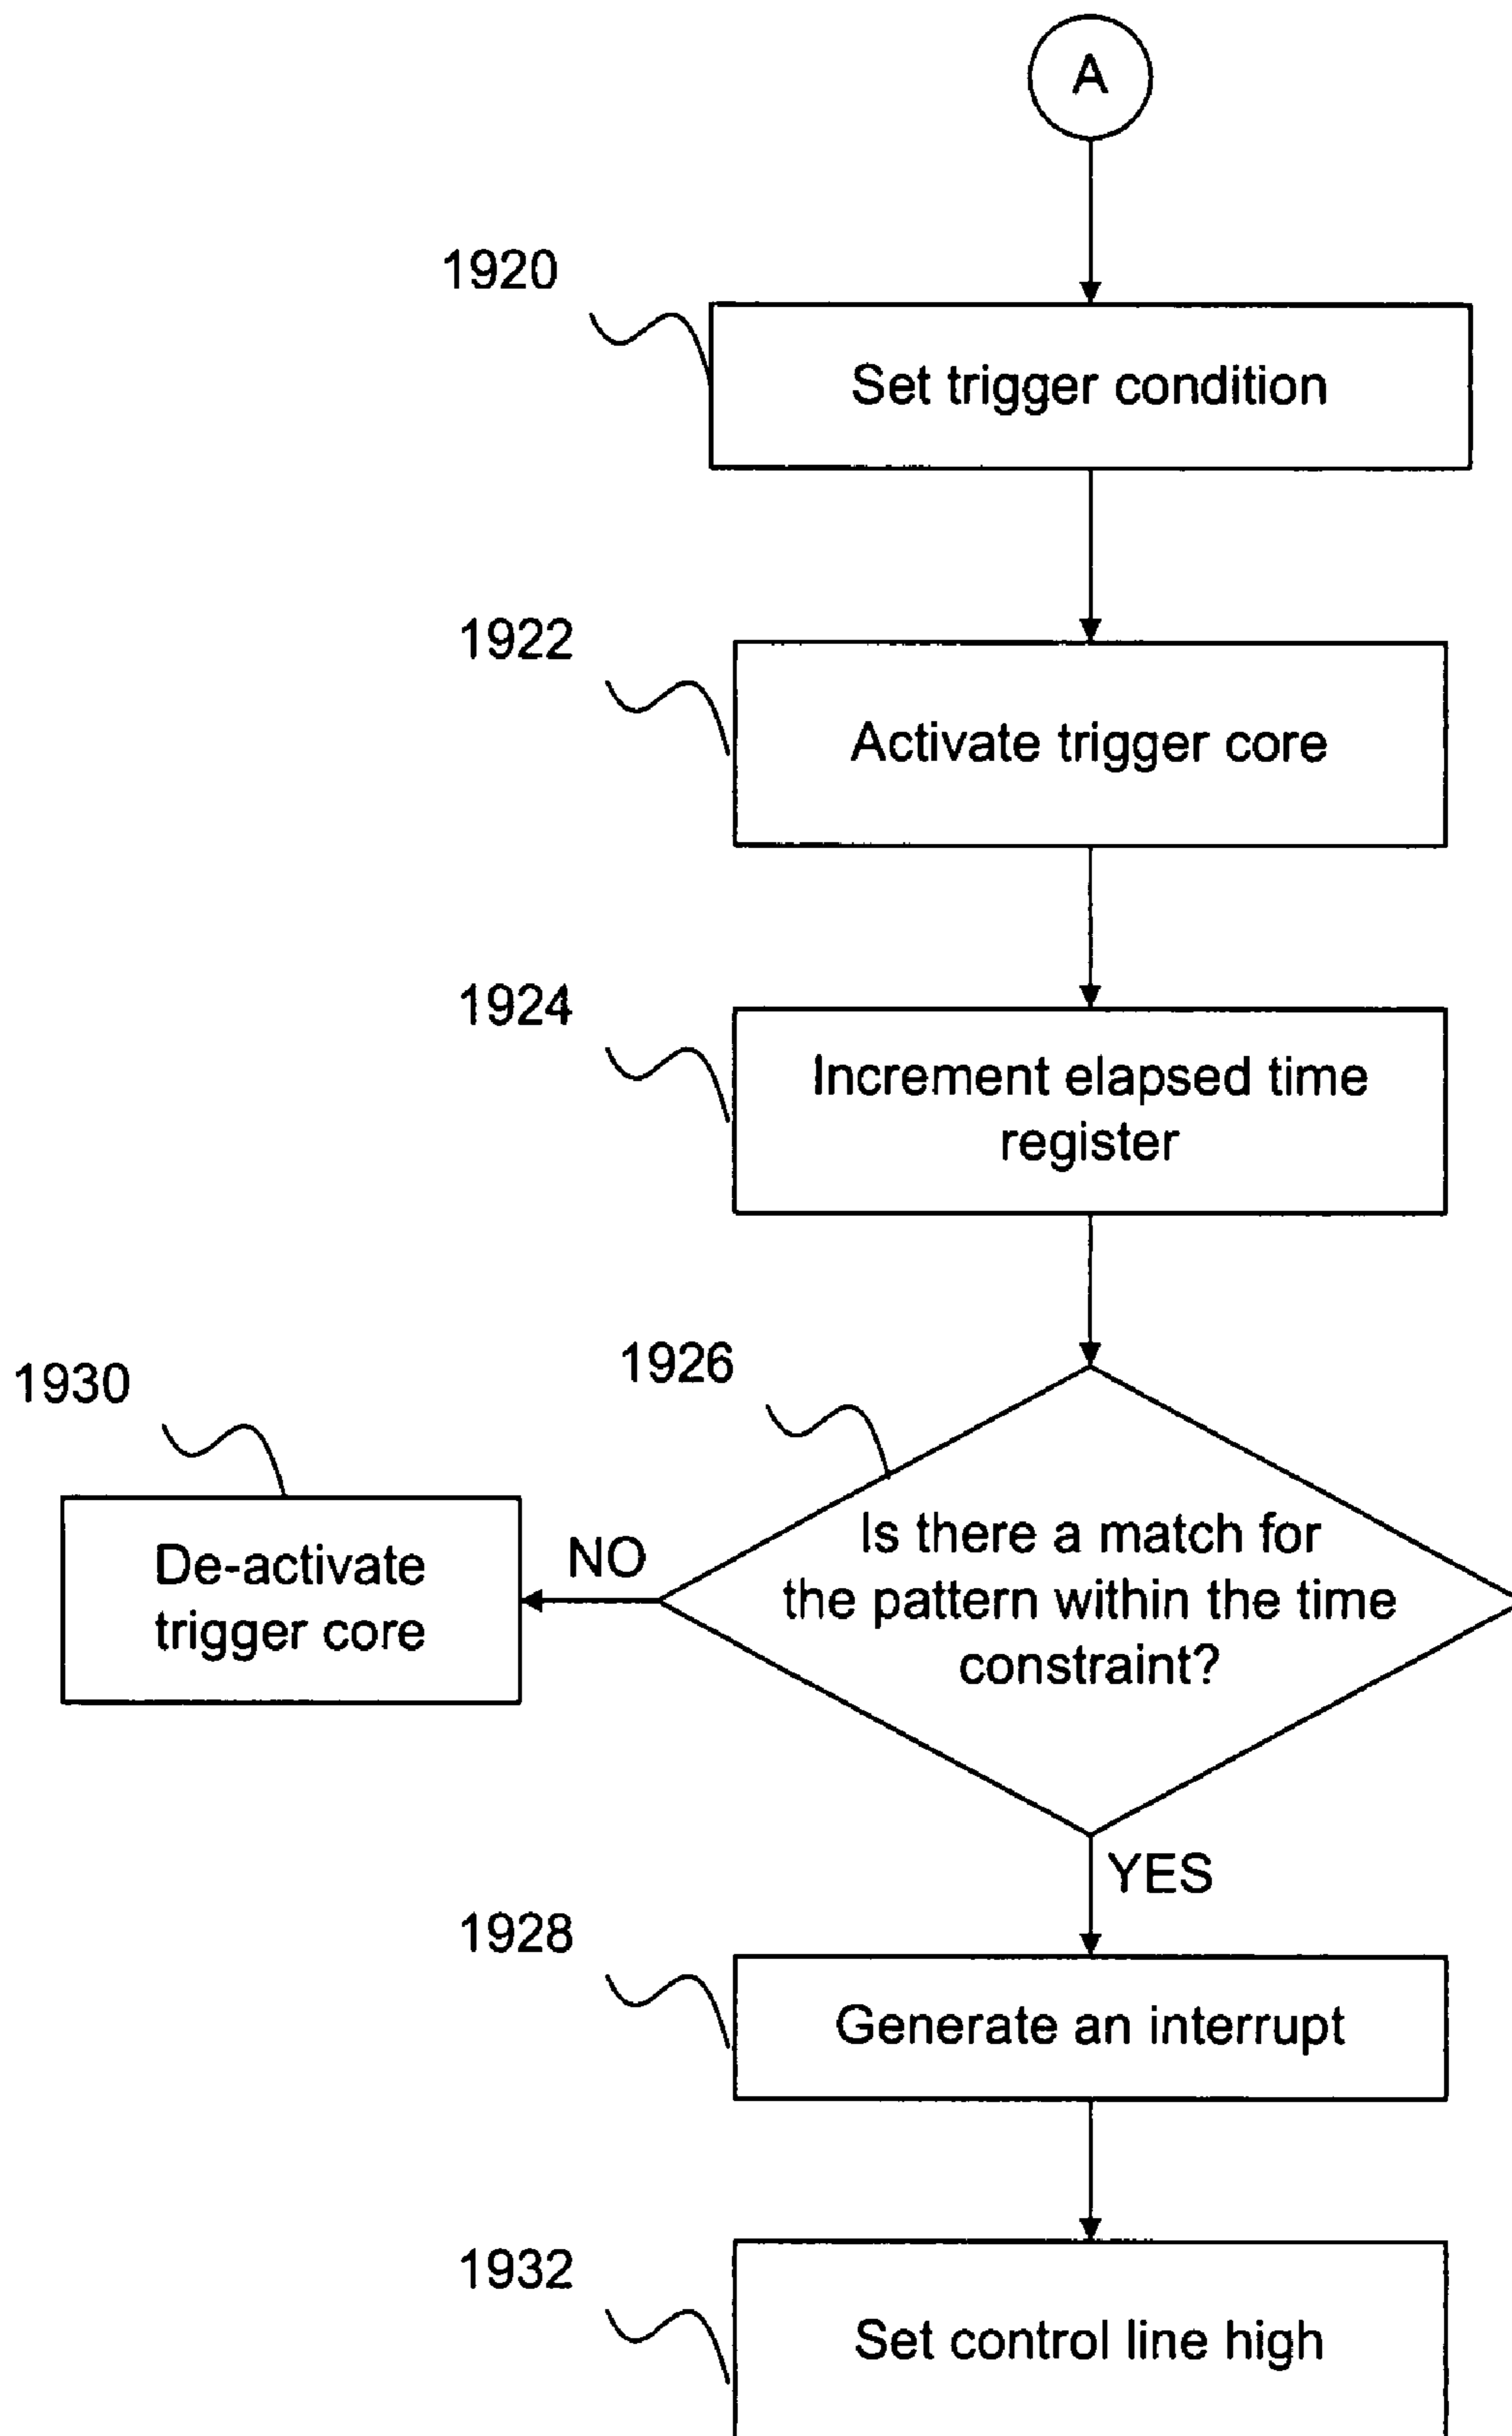 A
1920
Set trigger condition
1922
Activate trigger core
1924
Increment elapsed time
register
1926
Is there a match for
the pattern within the time
constraint?
1930
De-activate
trigger core
NO
YES
1928
Generate an interrupt
1932
Set control line high